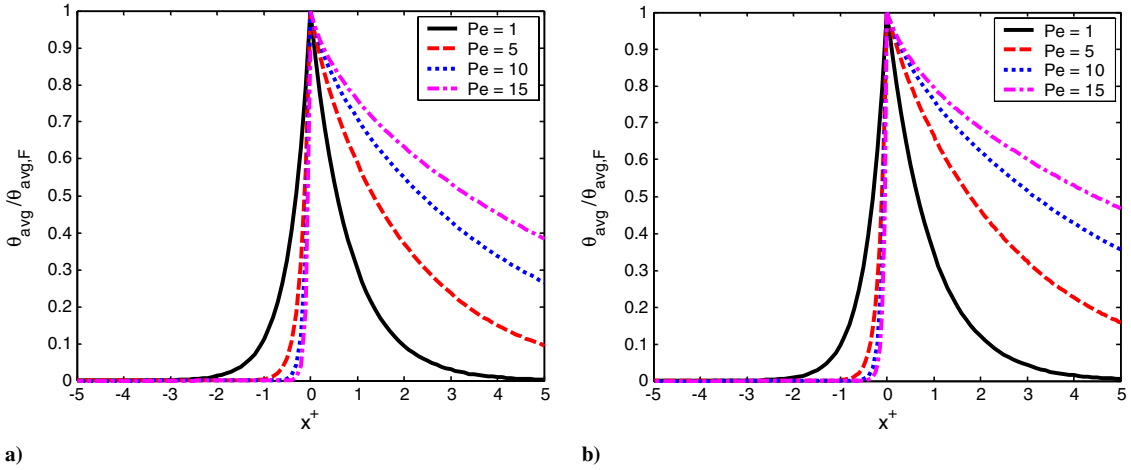 1
0.9
0.8
0.7
0.6
0.5
0.4
0.3
0.2
0.1
0
θavg/θavg,F
-5 -4 -3 -2 -1 0 1 2 3 4 5
x+
Pe = 1
Pe = 5
Pe = 10
Pe = 15
a)
1
0.9
0.8
0.7
0.6
0.5
0.4
0.3
0.2
0.1
0
θavg/θavg,F
-5 -4 -3 -2 -1 0 1 2 3 4 5
x+
Pe = 1
Pe = 5
Pe = 10
Pe = 15
b)